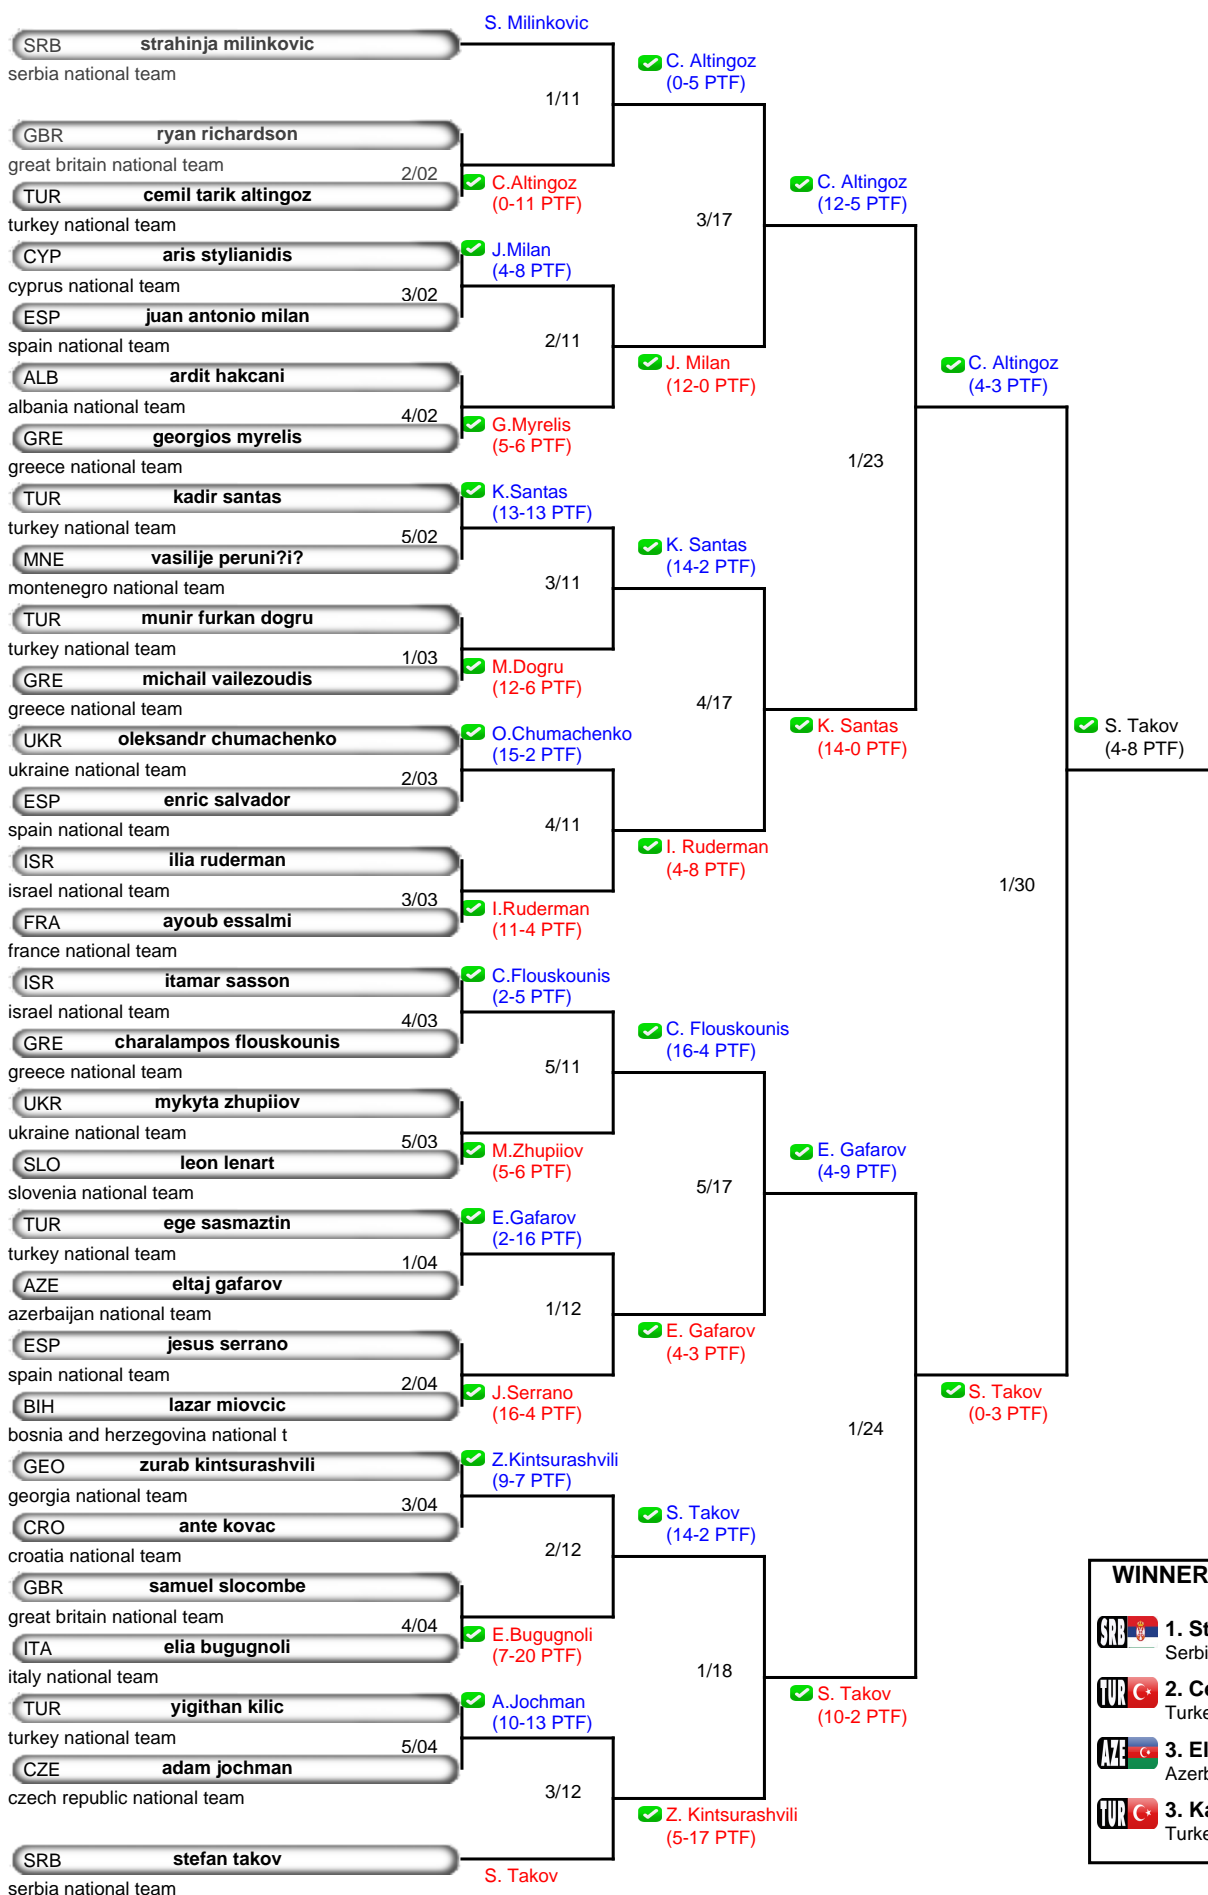 SRB strahinja milinkovic
serbia national team
GBR ryan richardson
great britain national team
2/02
TUR cemil tarik altingoz
turkey national team
CYP aris stylianidis
cyprus national team
3/02
ESP juan antonio milan
spain national team
ALB ardit hakcani
albania national team
4/02
GRE georgios myrelis
greece national team
TUR kadir santas
turkey national team
5/02
MNE vasilije peruni?i?
montenegro national team
TUR munir furkan dogru
turkey national team
1/03
GRE michail vailezoudis
greece national team
UKR oleksandr chumachenko
ukraine national team
2/03
ESP enric salvador
spain national team
ISR ilia ruderman
israel national team
3/03
FRA ayoub essalmi
france national team
ISR itamar sasson
israel national team
4/03
GRE charalampos flouskounis
greece national team
UKR mykyta zhupiiov
ukraine national team
5/03
SLO leon lenart
slovenia national team
TUR ege sasmaztin
turkey national team
1/04
AZE eltaj gafarov
azerbaijan national team
ESP jesus serrano
spain national team
2/04
BIH lazar miovcic
bosnia and herzegovina national t
GEO zurab kintsurashvili
georgia national team
3/04
CRO ante kovac
croatia national team
GBR samuel slocombe
great britain national team
4/04
ITA elia bugugnoli
italy national team
TUR yigithan kilic
turkey national team
5/04
CZE adam jochman
czech republic national team
SRB stefan takov
serbia national team
S. Milinkovic
1/11
C.Altingoz
(0-11 PTF)
J.Milan
(4-8 PTF)
2/11
G.Myrelis
(5-6 PTF)
K.Santas
(13-13 PTF)
3/11
M.Dogru
(12-6 PTF)
O.Chumachenko
(15-2 PTF)
4/11
I.Ruderman
(11-4 PTF)
C.Flouskounis
(2-5 PTF)
5/11
M.Zhupiiov
(5-6 PTF)
E.Gafarov
(2-16 PTF)
1/12
J.Serrano
(16-4 PTF)
Z.Kintsurashvili
(9-7 PTF)
2/12
E.Bugugnoli
(7-20 PTF)
A.Jochman
(10-13 PTF)
3/12
S. Takov
C. Altingoz
(0-5 PTF)
3/17
J. Milan
(12-0 PTF)
K. Santas
(14-2 PTF)
4/17
I. Ruderman
(4-8 PTF)
C. Flouskounis
(16-4 PTF)
5/17
E. Gafarov
(4-3 PTF)
S. Takov
(14-2 PTF)
1/18
Z. Kintsurashvili
(5-17 PTF)
C. Altingoz
(12-5 PTF)
1/23
K. Santas
(14-0 PTF)
E. Gafarov
(4-9 PTF)
1/24
S. Takov
(10-2 PTF)
C. Altingoz
(4-3 PTF)
1/30
S. Takov
(0-3 PTF)
S. Takov
(4-8 PTF)
WINNER
SRB 1. St
Serbi
TUR 2. Ce
Turke
AZE 3. El
Azerb
TUR 3. Ka
Turke